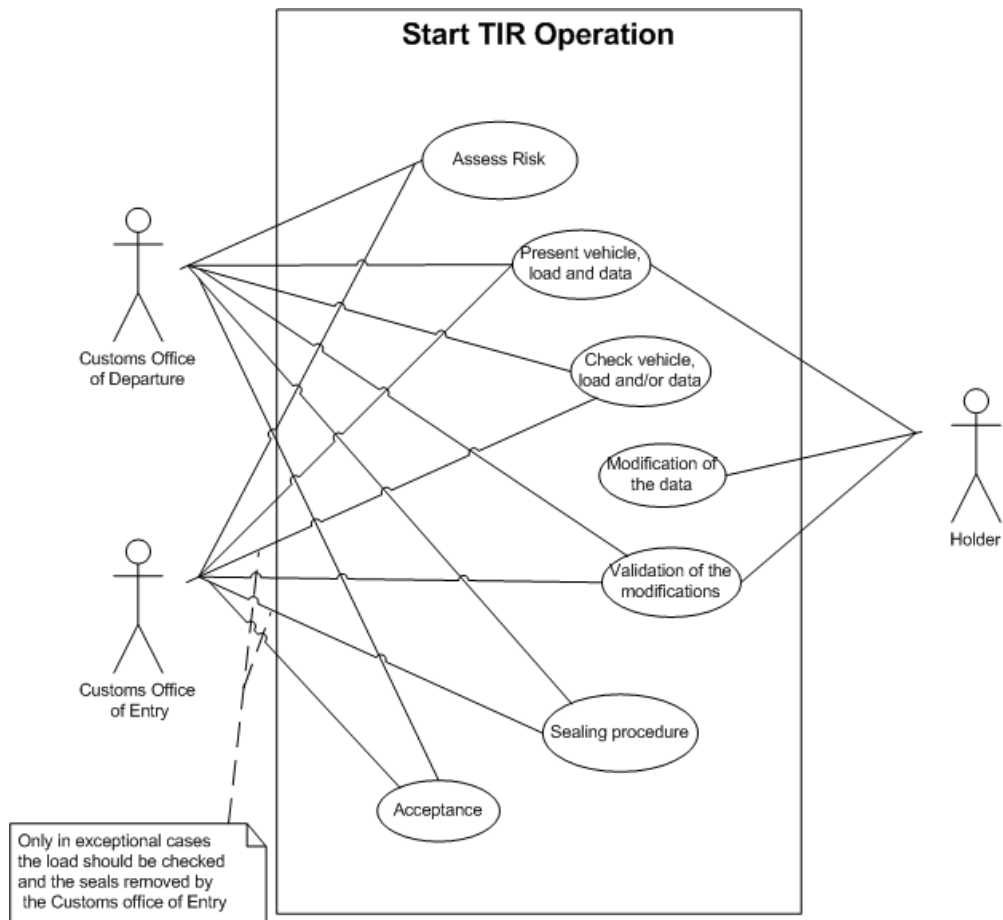 Start TIR Operation
Assess Risk
Present vehicle,
load and data
Check vehicle,
load and/or data
Customs Office
of Departure
Modification of
the data
Holder
Validation of the
modifications
Customs Office
of Entry
Sealing procedure
Acceptance
Only in exceptional cases
the load should be checked
and the seals removed by
the Customs office of Entry